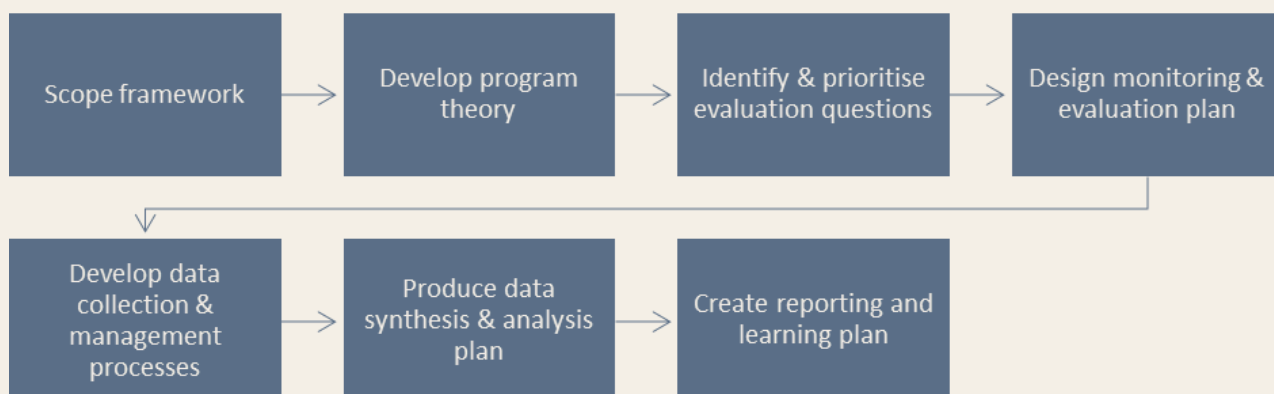 Scope framework
Develop program
theory
Identify & prioritise
evaluation questions
Design monitoring &
evaluation plan
Develop data
collection &
management
processes
Produce data
synthesis & analysis
plan
Create reporting and
learning plan